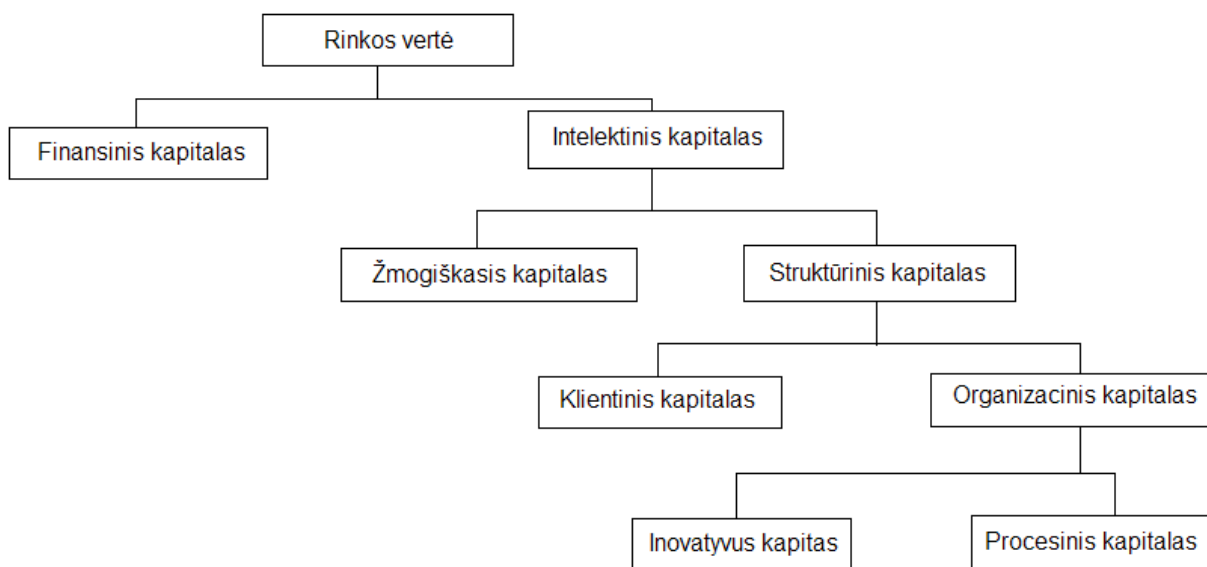 Rinkos vertė
Finansinis kapitalas
Intelektinis kapitalas
Žmogiškasis kapitalas
Struktūrinis kapitalas
Klientinis kapitalas
Organizacinis kapitalas
Inovatyvus kapitas
Procesinis kapitalas